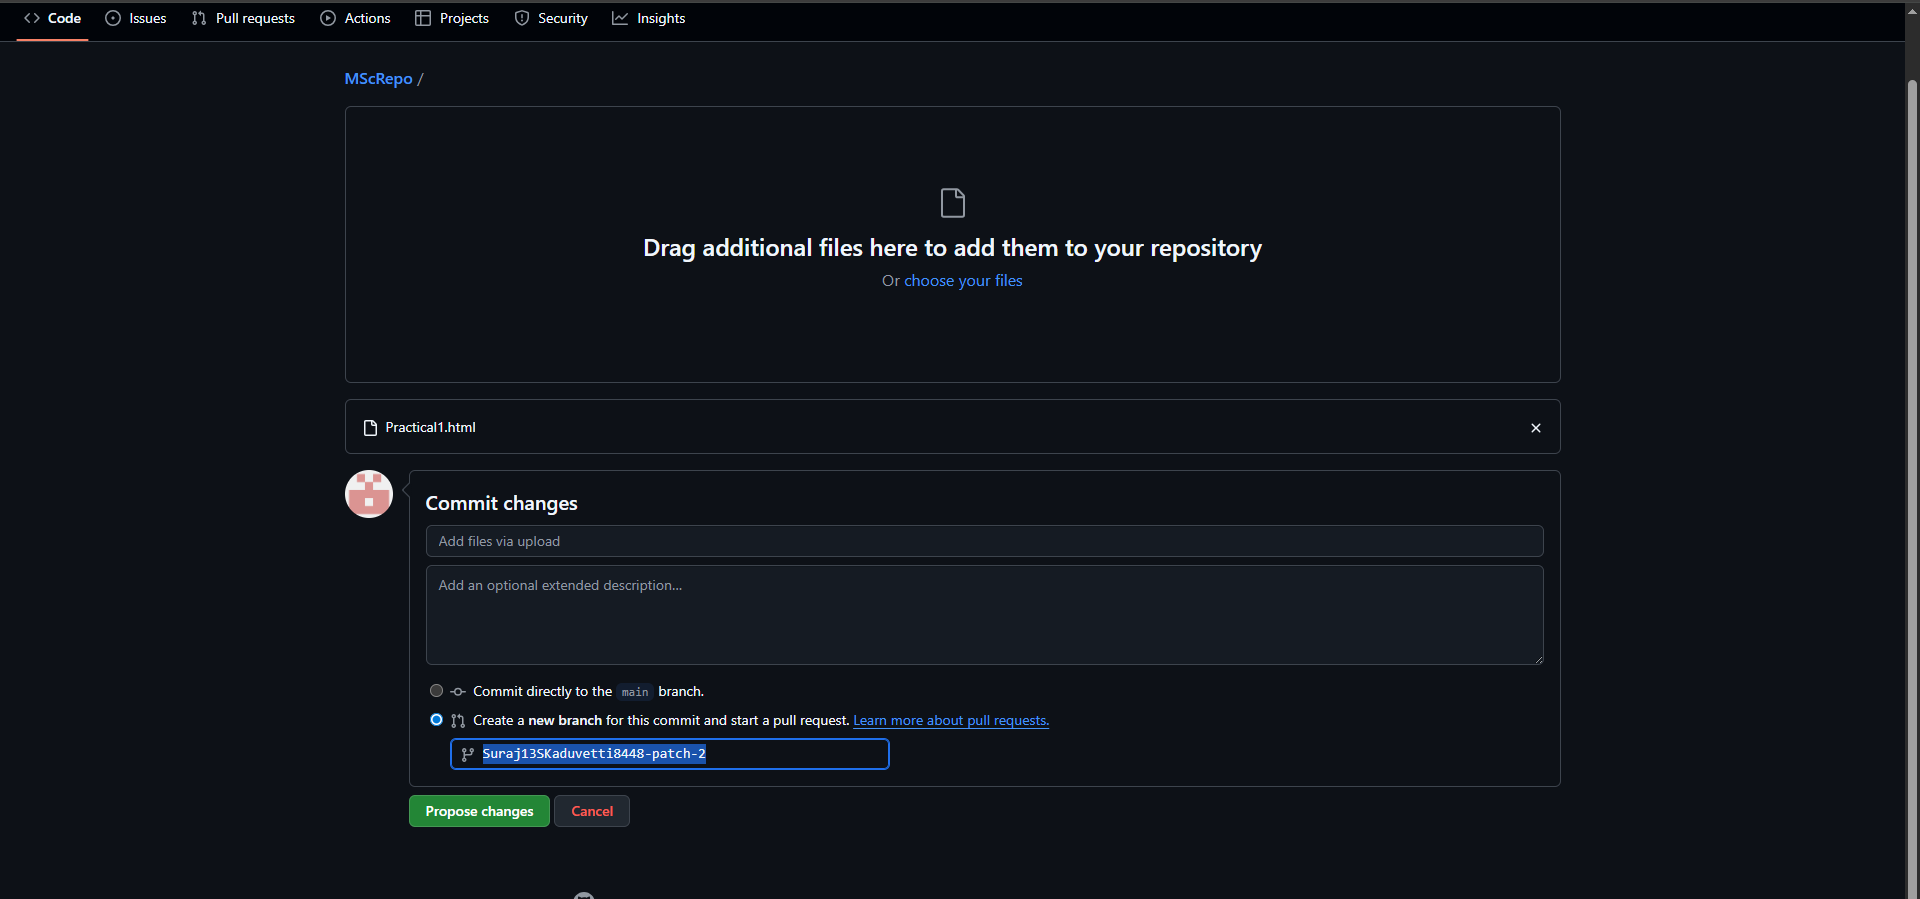 Code Issues Pull requests Actions Projects Security Insights
MScRepo /
Drag additional files here to add them to your repository
Or choose your files
Practical1.html
Commit changes
Add files via upload
Add an optional extended description...
Commit directly to the main branch.
Create a new branch for this commit and start a pull request. Learn more about pull requests.
Suraj13SKaduvetti8448-patch-2
Propose changes Cancel